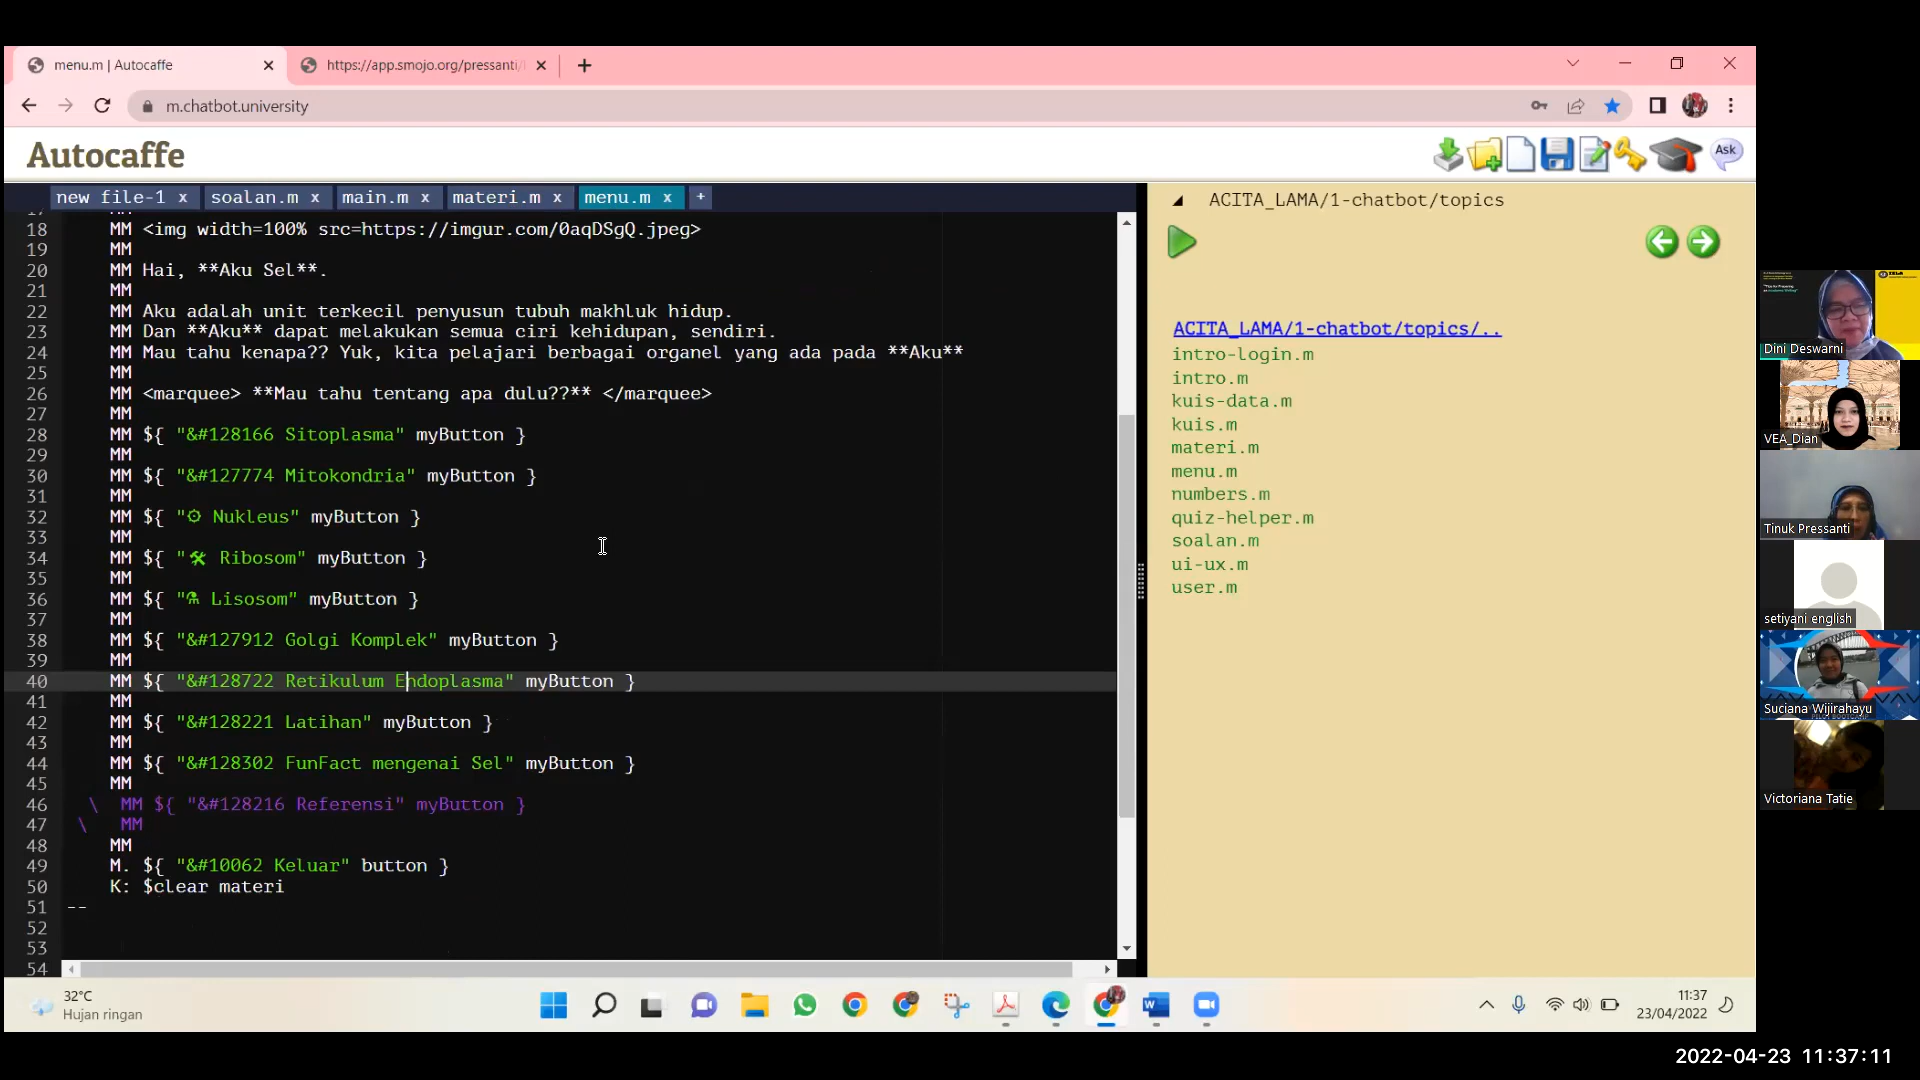 menu.m | Autocaffe
https://app.smojo.org/pressanti/
m.chatbot.university
Autocaffe
Ask
new file-1 x
soalan.m x
main.m x
materi.m x
menu.m x
+
17 MM
18 MM <img width=100% src=https://imgur.com/0aqDSgQ.jpeg>
19 MM
20 MM Hai, **Aku Sel**.
21 MM
22 MM Aku adalah unit terkecil penyusun tubuh makhluk hidup.
23 MM Dan **Aku** dapat melakukan semua ciri kehidupan, sendiri.
24 MM Mau tahu kenapa?? Yuk, kita pelajari berbagai organel yang ada pada **Aku**
25 MM
26 MM <marquee> **Mau tahu tentang apa dulu??** </marquee>
27 MM
28 MM ${ "&#128166 Sitoplasma" myButton }
29 MM
30 MM ${ "&#127774 Mitokondria" myButton }
31 MM
32 MM ${ "⚙ Nukleus" myButton }
33 MM
34 MM ${ "🛠 Ribosom" myButton }
35 MM
36 MM ${ "⚗ Lisosom" myButton }
37 MM
38 MM ${ "&#127912 Golgi Komplek" myButton }
39 MM
40 MM ${ "&#128722 Retikulum Endoplasma" myButton }
41 MM
42 MM ${ "&#128221 Latihan" myButton }
43 MM
44 MM ${ "&#128302 FunFact mengenai Sel" myButton }
45 MM
46 \ MM ${ "&#128216 Referensi" myButton }
47 \ MM
48 MM
49 M. ${ "&#10062 Keluar" button }
50 K: $clear materi
51 --
52
53
54
ACITA_LAMA/1-chatbot/topics
ACITA_LAMA/1-chatbot/topics/..
intro-login.m
intro.m
kuis-data.m
kuis.m
materi.m
menu.m
numbers.m
quiz-helper.m
soalan.m
ui-ux.m
user.m
Dini Deswarni
VEA_Dian
Tinuk Pressanti
setiyani english
Suciana Wijirahayu
Victoriana Tatie
32°C
Hujan ringan
11:37
23/04/2022
2022-04-23 11:37:11